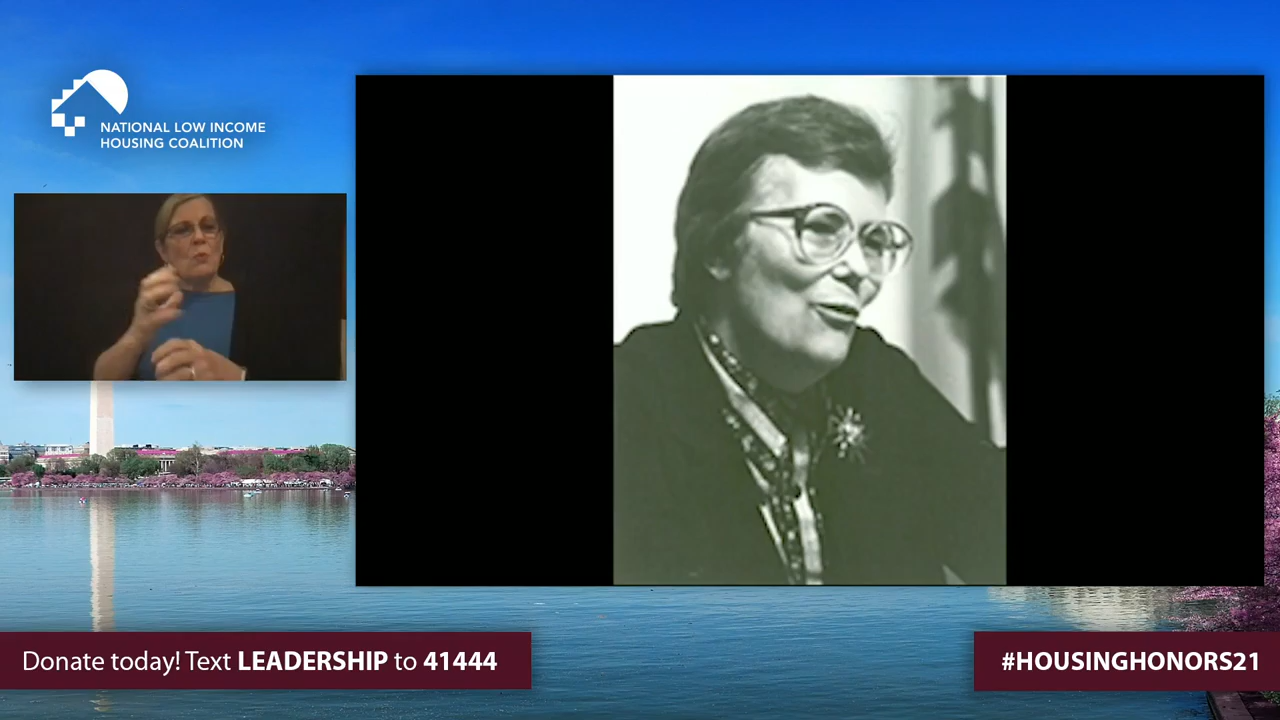 NATIONAL LOW INCOME
HOUSING COALITION
Donate today! Text LEADERSHIP to 41444
#HOUSINGHONORS21